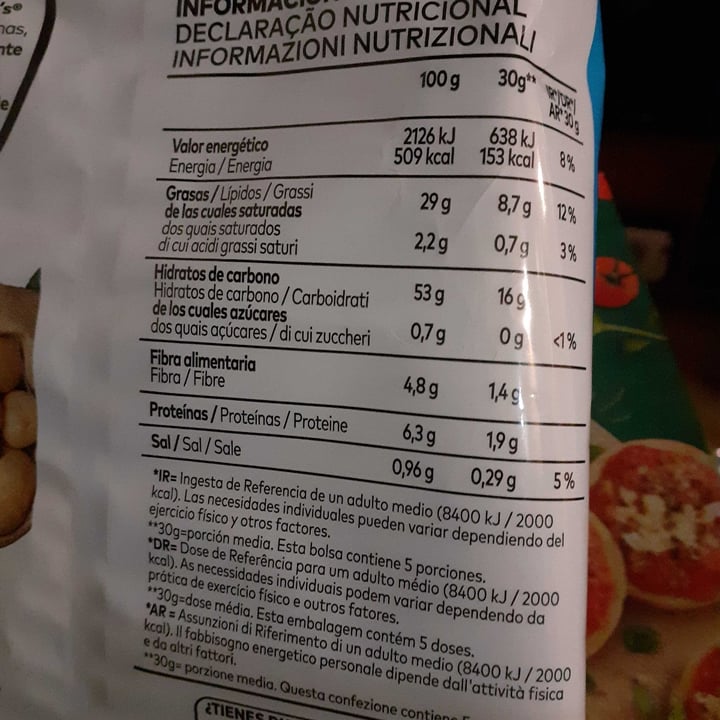 's®
nas,
nte
e
DECLARAÇÃO NUTRICIONAL
INFORMAZIONI NUTRIZIONALI
100 g 30g** IR*/DR*/
AR* 30 g
Valor energético 2126 kJ 638 kJ
Energia / Energia 509 kcal 153 kcal 8%
Grasas / Lípidos / Grassi 29 g 8,7 g 12%
de las cuales saturadas
dos quais saturados 2,2 g 0,7 g 3%
di cui acidi grassi saturi
Hidratos de carbono
Hidratos de carbono / Carboidrati 53 g 16 g
de los cuales azúcares
dos quais açúcares / di cui zuccheri 0,7 g 0 g <1%
Fibra alimentaria
Fibra / Fibre 4,8 g 1,4 g
Proteínas / Proteínas / Proteine 6,3 g 1,9 g
Sal / Sal / Sale 0,96 g 0,29 g 5%
*IR= Ingesta de Referencia de un adulto medio (8400 kJ / 2000
kcal). Las necesidades individuales pueden variar dependiendo del
ejercicio físico y otros factores.
**30g=porción media. Esta bolsa contiene 5 porciones.
*DR= Dose de Referência para um adulto médio (8400 kJ / 2000
kcal). As necessidades individuais podem variar dependendo da
prática de exercício físico e outros fatores.
**30g=dose média. Esta embalagem contém 5 doses.
*AR = Assunzioni di Riferimento di un adulto medio (8400 kJ / 2000
kcal). Il fabbisogno energetico personale dipende dall'attività fisica
e da altri fattori.
**30g= porzione media. Questa confezione contiene
¿TIENES